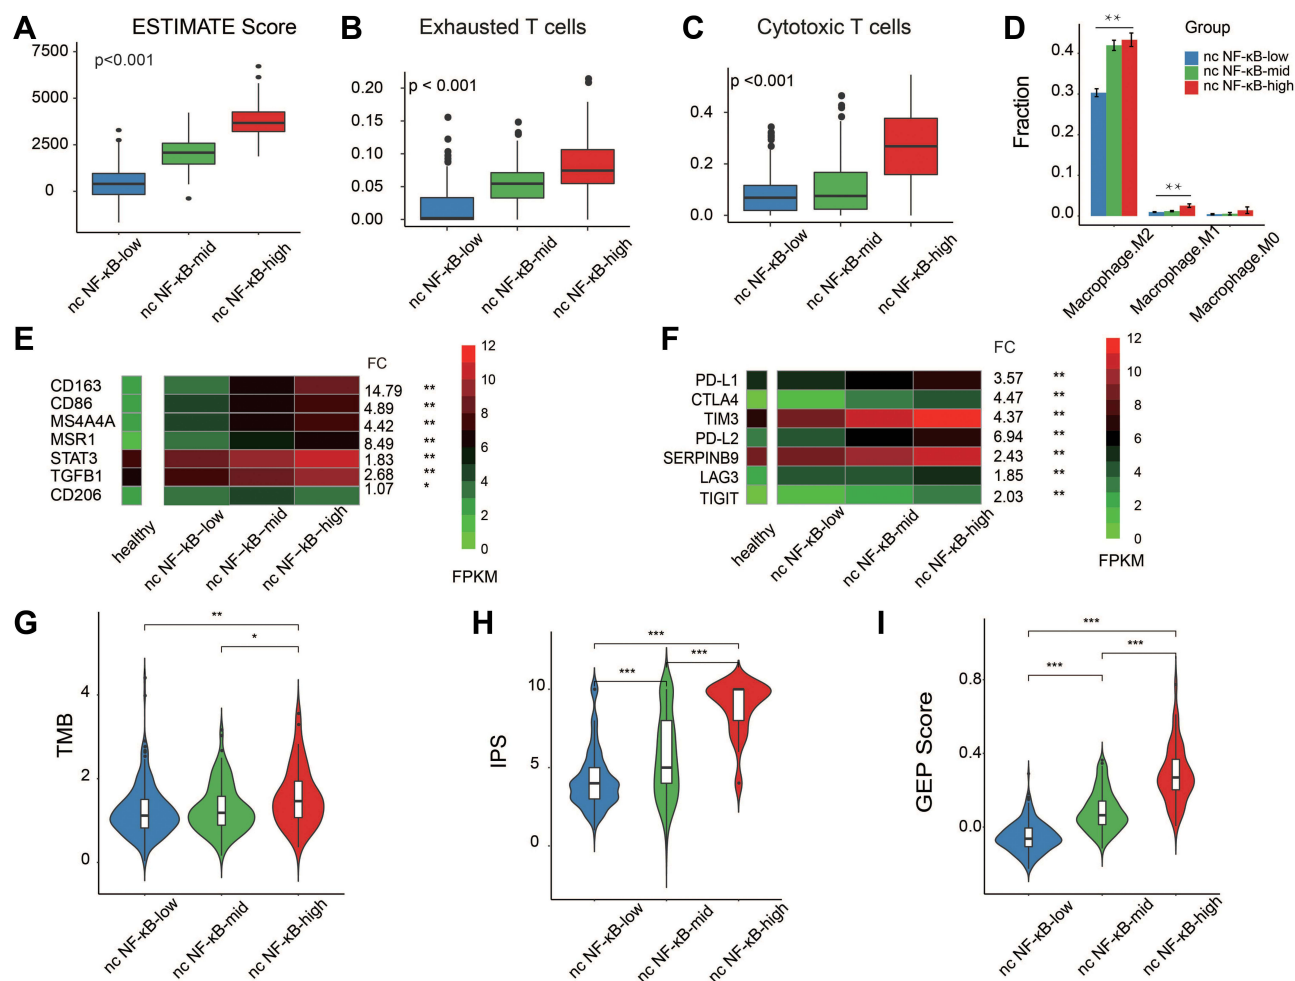 A
ESTIMATE Score
p<0.001
7500
5000
2500
0
nc NF-κB-low
nc NF-κB-mid
nc NF-κB-high
B
Exhausted T cells
p < 0.001
0.20
0.15
0.10
0.05
0.00
nc NF-κB-low
nc NF-κB-mid
nc NF-κB-high
C
Cytotoxic T cells
p <0.001
0.4
0.2
0.0
nc NF-κB-low
nc NF-κB-mid
nc NF-κB-high
D
Fraction
0.4
0.3
0.2
0.1
0.0
**
**
Macrophage.M2
Macrophage.M1
Macrophage.M0
Group
nc NF-κB-low
nc NF-κB-mid
nc NF-κB-high
E
FC
CD163 14.79 **
CD86 4.89 **
MS4A4A 4.42 **
MSR1 8.49 **
STAT3 1.83 **
TGFB1 2.68 **
CD206 1.07 *
healthy
nc NF-κB-low
nc NF-κB-mid
nc NF-κB-high
12
10
8
6
4
2
0
FPKM
F
FC
PD-L1 3.57 **
CTLA4 4.47 **
TIM3 4.37 **
PD-L2 6.94 **
SERPINB9 2.43 **
LAG3 1.85 **
TIGIT 2.03 **
healthy
nc NF-κB-low
nc NF-κB-mid
nc NF-κB-high
12
10
8
6
4
2
0
FPKM
G
TMB
4
2
0
**
*
nc NF-κB-low
nc NF-κB-mid
nc NF-κB-high
H
IPS
10
5
0
***
***
***
nc NF-κB-low
nc NF-κB-mid
nc NF-κB-high
I
GEP Score
0.8
0.4
0.0
***
***
***
nc NF-κB-low
nc NF-κB-mid
nc NF-κB-high